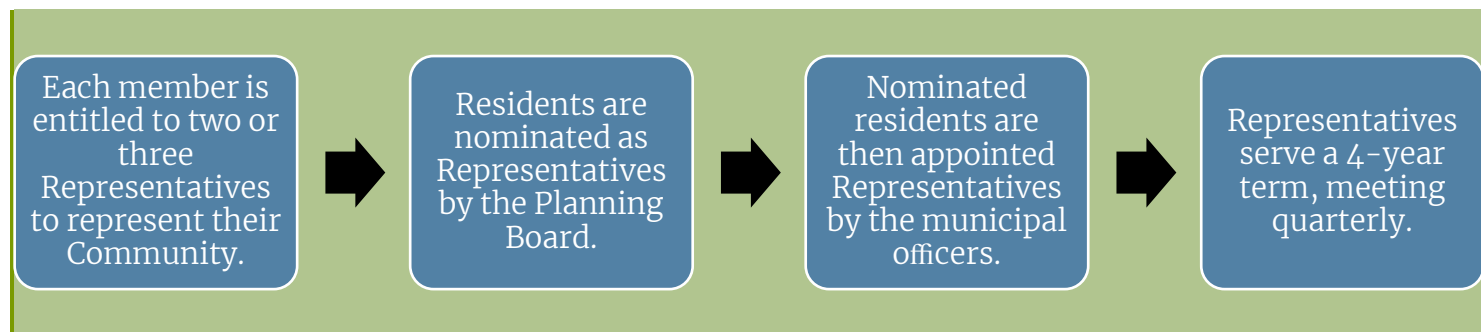 Each member is
entitled to two or
three
Representatives
to represent their
Community.
Residents are
nominated as
Representatives
by the Planning
Board.
Nominated
residents are
then appointed
Representatives
by the municipal
officers.
Representatives
serve a 4-year
term, meeting
quarterly.